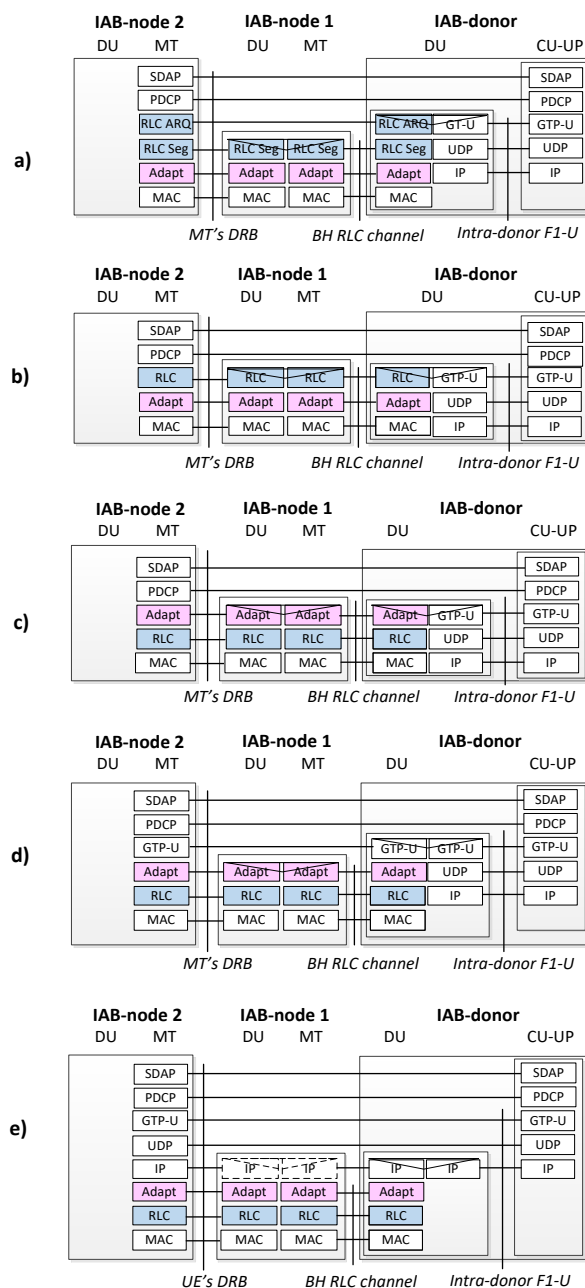 IAB-node 2 IAB-node 1 IAB-donor
DU MT DU MT DU CU-UP
SDAP SDAP
PDCP PDCP
RLC ARQ RLC ARQ GT-U GTP-U
a)
RLC Seg RLC Seg RLC Seg RLC Seg UDP UDP
Adapt Adapt Adapt Adapt IP IP
MAC MAC MAC MAC
MT's DRB BH RLC channel Intra-donor F1-U
IAB-node 2 IAB-node 1 IAB-donor
DU MT DU MT DU CU-UP
SDAP SDAP
PDCP PDCP
b)
RLC RLC RLC RLC GTP-U GTP-U
Adapt Adapt Adapt Adapt UDP UDP
MAC MAC MAC MAC IP IP
MT's DRB BH RLC channel Intra-donor F1-U
IAB-node 2 IAB-node 1 IAB-donor
DU MT DU MT DU CU-UP
SDAP SDAP
PDCP PDCP
c)
Adapt Adapt Adapt Adapt GTP-U GTP-U
RLC RLC RLC RLC UDP UDP
MAC MAC MAC MAC IP IP
MT's DRB BH RLC channel Intra-donor F1-U
IAB-node 2 IAB-node 1 IAB-donor
DU MT DU MT DU CU-UP
SDAP SDAP
PDCP PDCP
d)
GTP-U GTP-U GTP-U GTP-U
Adapt Adapt Adapt Adapt UDP UDP
RLC RLC RLC RLC IP IP
MAC MAC MAC MAC
MT's DRB BH RLC channel Intra-donor F1-U
IAB-node 2 IAB-node 1 IAB-donor
DU MT DU MT DU CU-UP
SDAP SDAP
PDCP PDCP
GTP-U GTP-U
e)
UDP UDP
IP IP IP IP IP IP
Adapt Adapt Adapt Adapt
RLC RLC RLC RLC
MAC MAC MAC MAC
UE's DRB BH RLC channel Intra-donor F1-U